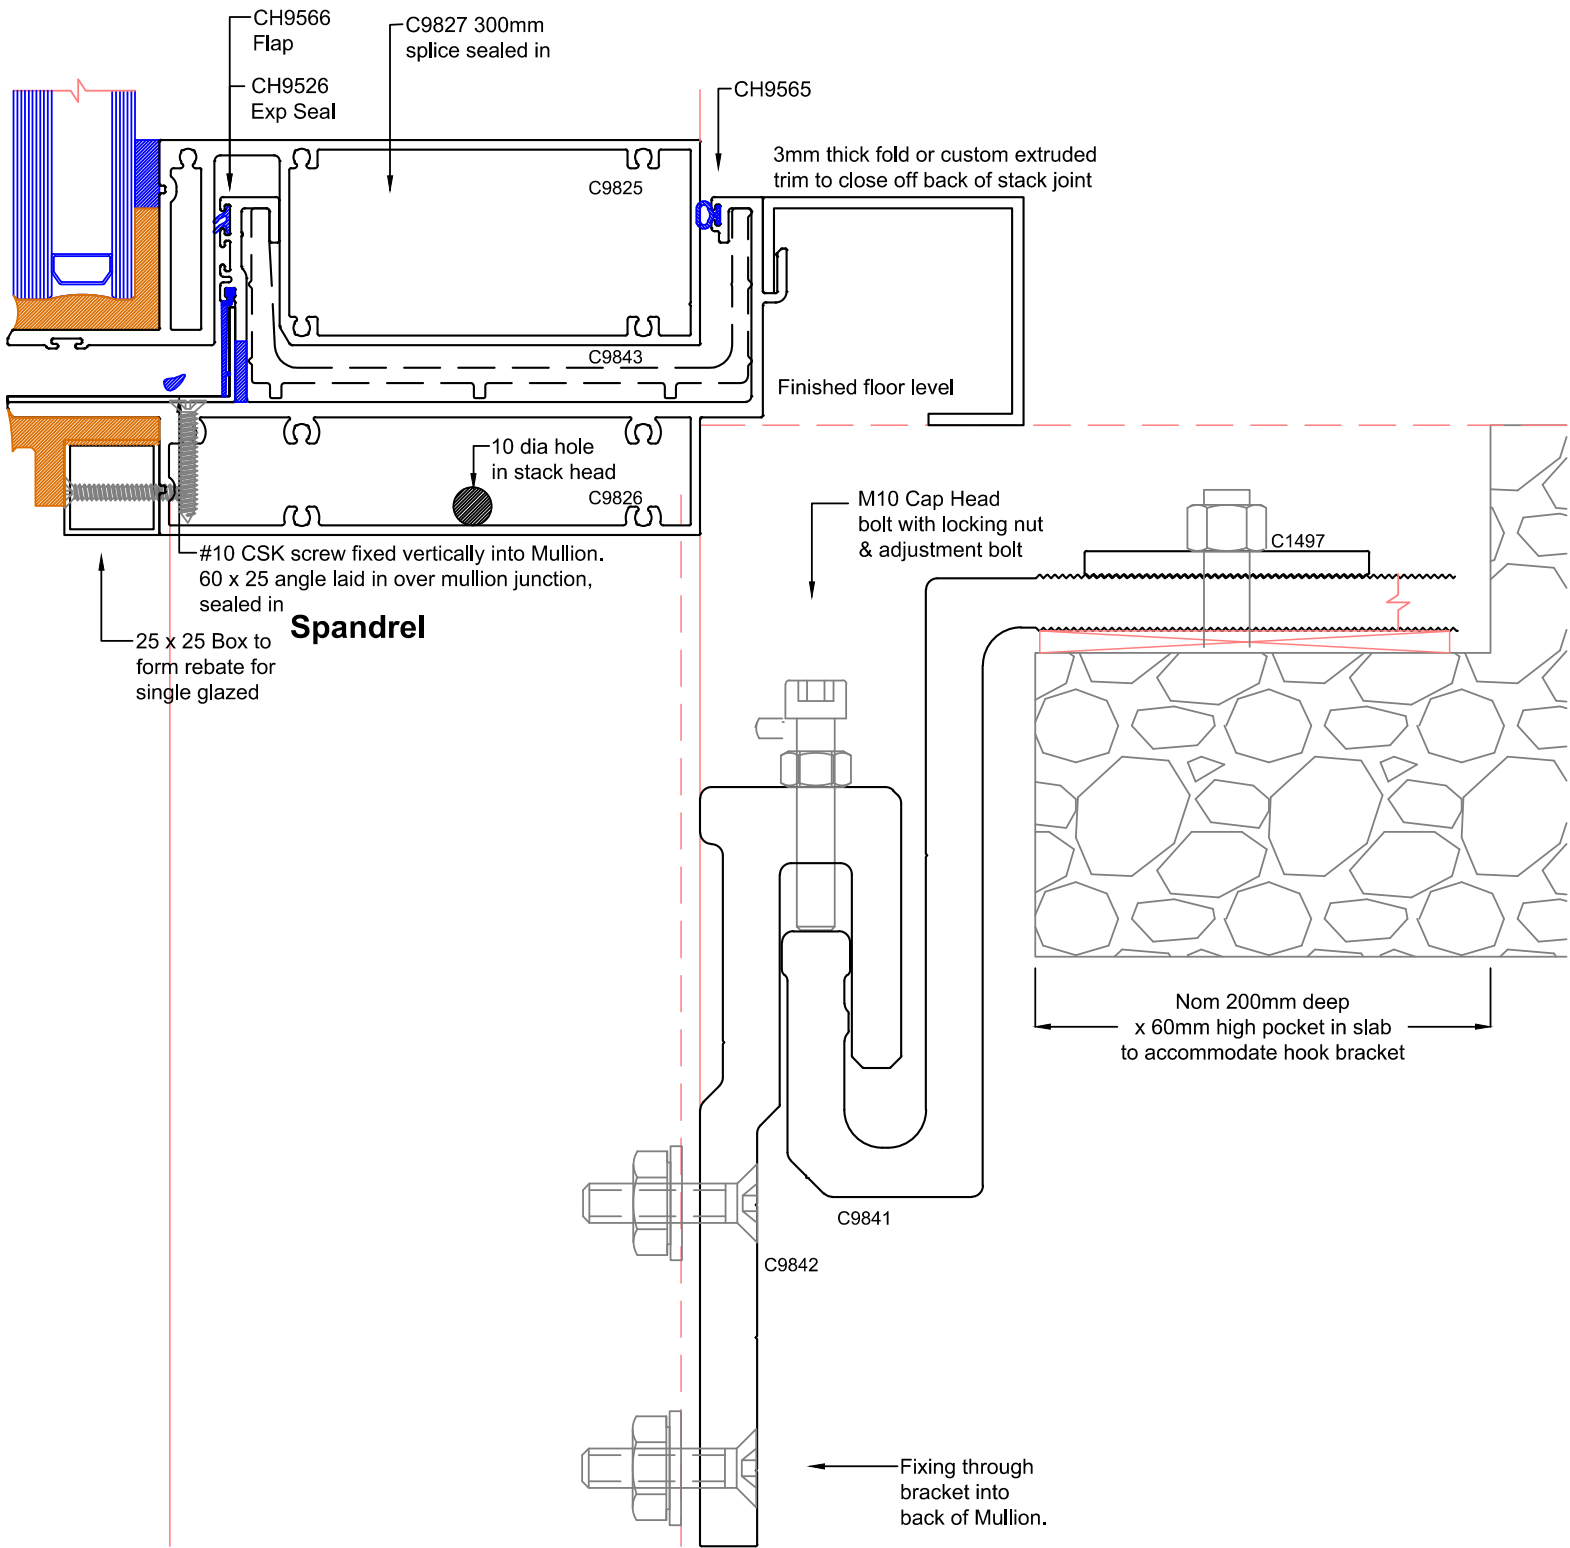 CH9566
Flap
C9827 300mm
splice sealed in
CH9526
Exp Seal
CH9565
3mm thick fold or custom extruded
trim to close off back of stack joint
C9825
C9843
Finished floor level
10 dia hole
in stack head
C9826
M10 Cap Head
bolt with locking nut
& adjustment bolt
C1497
#10 CSK screw fixed vertically into Mullion.
60 x 25 angle laid in over mullion junction,
sealed in
Spandrel
25 x 25 Box to
form rebate for
single glazed
Nom 200mm deep
x 60mm high pocket in slab
to accommodate hook bracket
C9841
C9842
Fixing through
bracket into
back of Mullion.